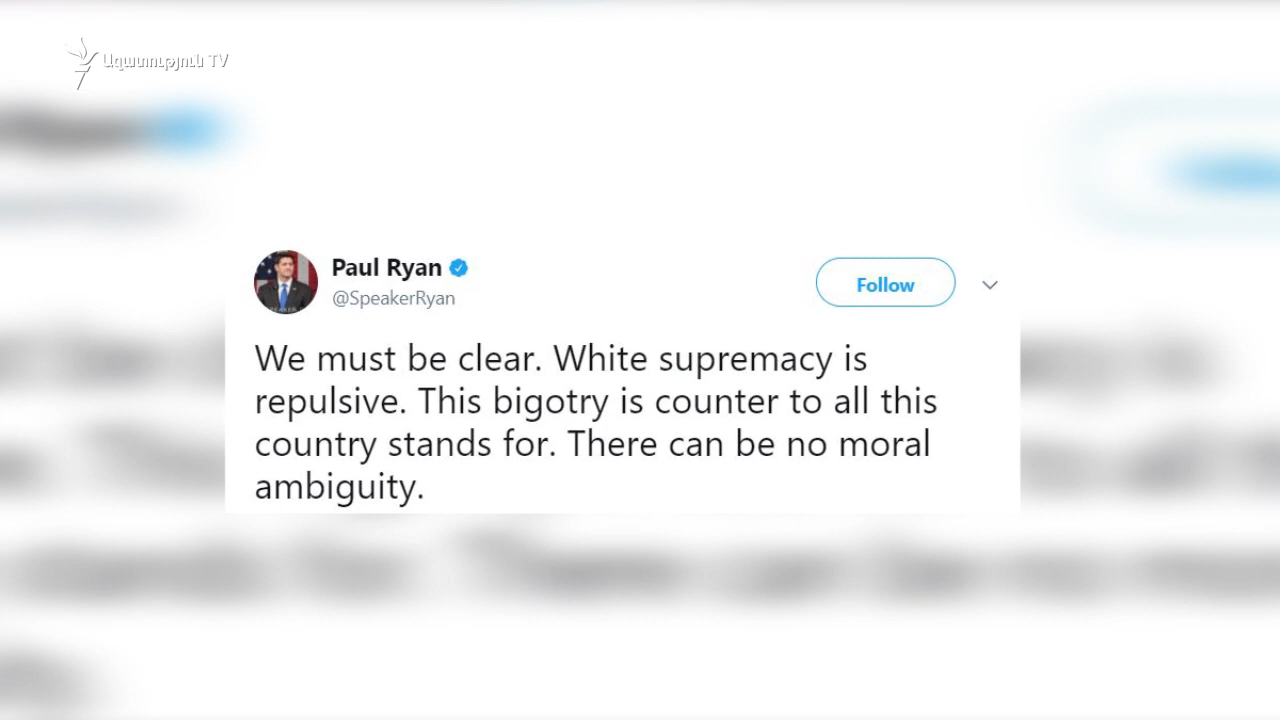 Ազատություն TV
Paul Ryan
@SpeakerRyan
Follow
We must be clear. White supremacy is
repulsive. This bigotry is counter to all this
country stands for. There can be no moral
ambiguity.